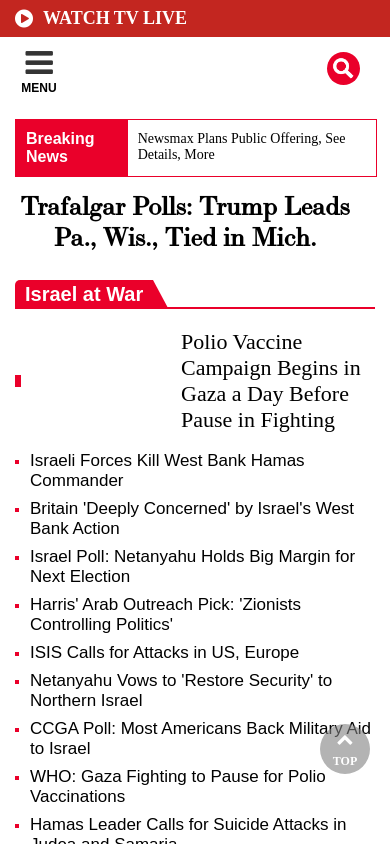 WATCH TV LIVE
MENU
Breaking
News
Newsmax Plans Public Offering, See
Details, More
Trafalgar Polls: Trump Leads
Pa., Wis., Tied in Mich.
Israel at War
Polio Vaccine
Campaign Begins in
Gaza a Day Before
Pause in Fighting
Israeli Forces Kill West Bank Hamas
Commander
Britain 'Deeply Concerned' by Israel's West
Bank Action
Israel Poll: Netanyahu Holds Big Margin for
Next Election
Harris' Arab Outreach Pick: 'Zionists
Controlling Politics'
ISIS Calls for Attacks in US, Europe
Netanyahu Vows to 'Restore Security' to
Northern Israel
CCGA Poll: Most Americans Back Military Aid
to Israel
TOP
WHO: Gaza Fighting to Pause for Polio
Vaccinations
Hamas Leader Calls for Suicide Attacks in
Judea and Samaria